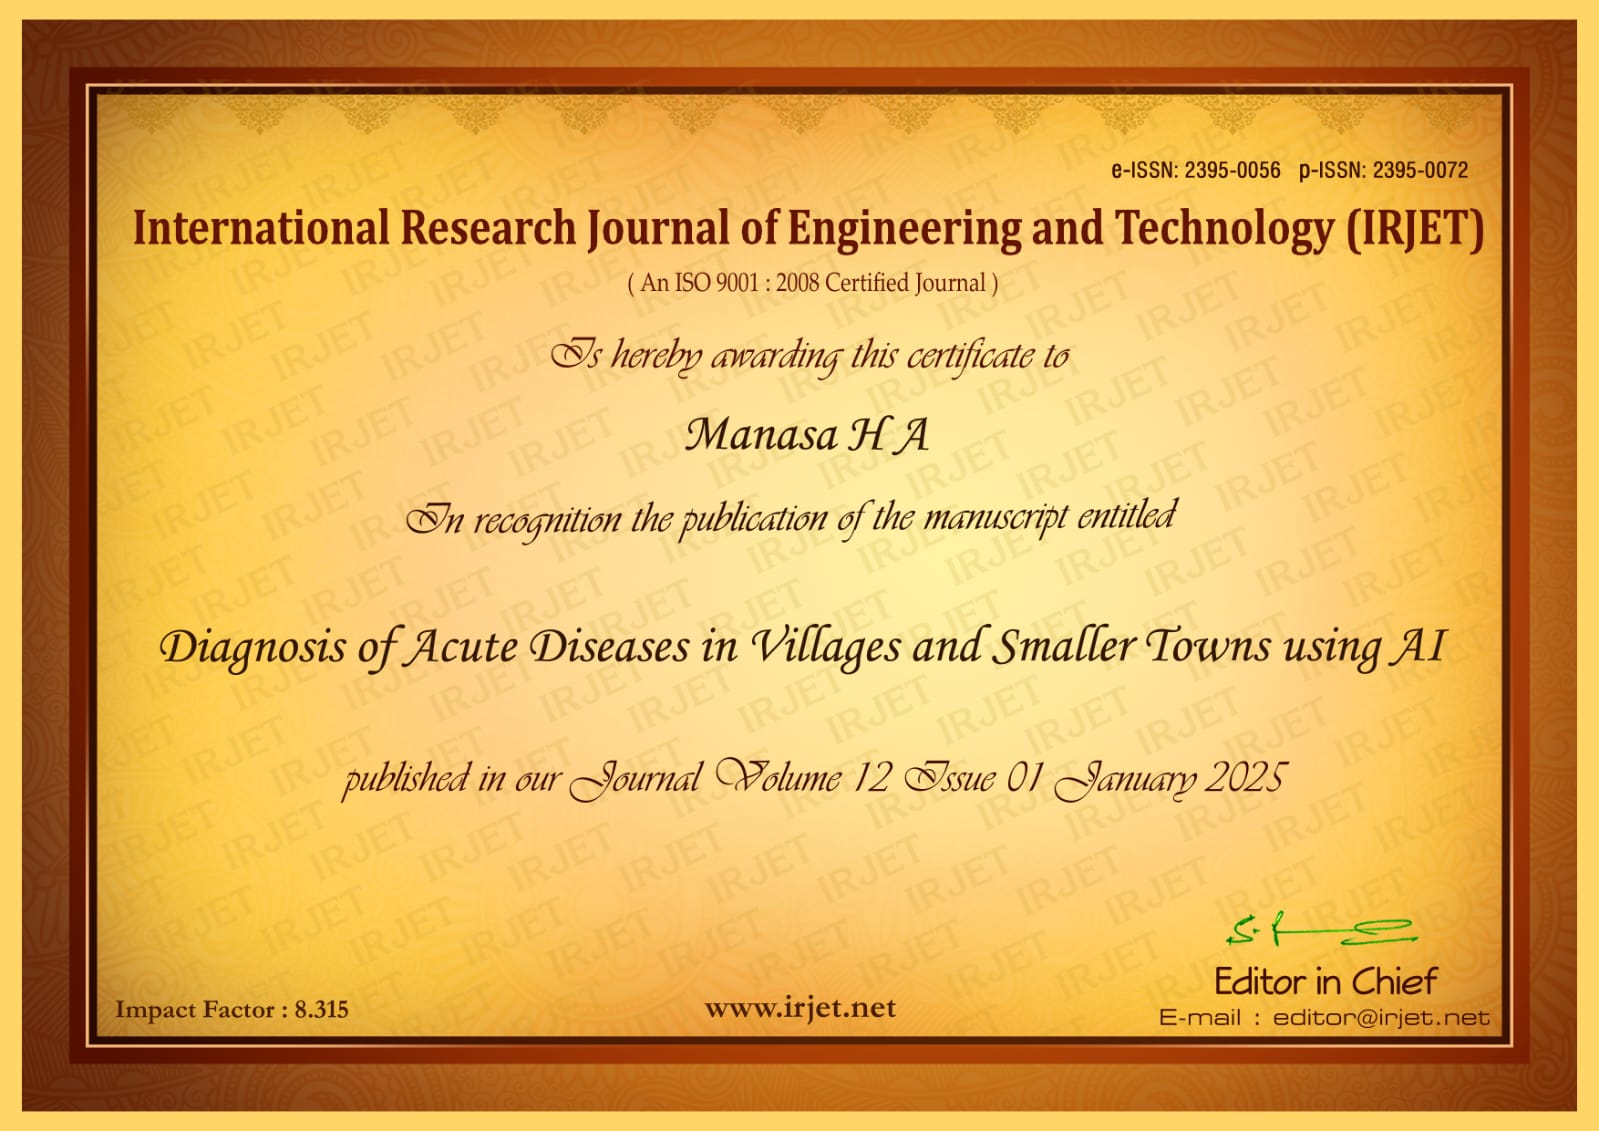 e-ISSN: 2395-0056 p-ISSN: 2395-0072
International Research Journal of Engineering and Technology (IRJET)
( An ISO 9001 : 2008 Certified Journal )
Is hereby awarding this certificate to
Manasa H A
In recognition the publication of the manuscript entitled
Diagnosis of Acute Diseases in Villages and Smaller Towns using AI
published in our Journal Volume 12 Issue 01 January 2025
Editor in Chief
Impact Factor : 8.315
www.irjet.net
E-mail : editor@irjet.net